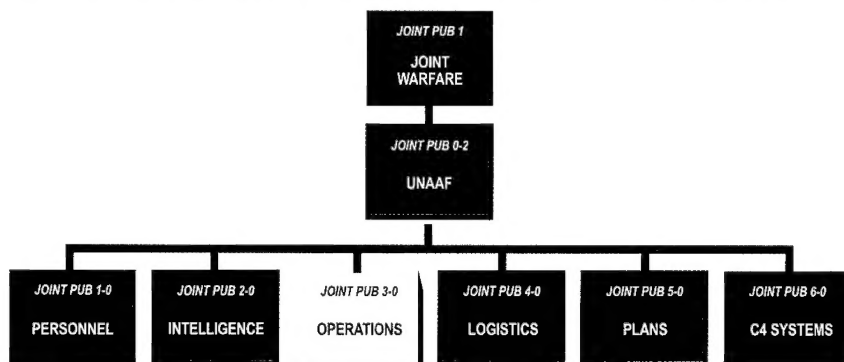 JOINT PUB 1
JOINT
WARFARE
JOINT PUB 0-2
UNAAF
JOINT PUB 1-0
PERSONNEL
JOINT PUB 2-0
INTELLIGENCE
JOINT PUB 3-0
OPERATIONS
JOINT PUB 4-0
LOGISTICS
JOINT PUB 5-0
PLANS
JOINT PUB 6-0
C4 SYSTEMS